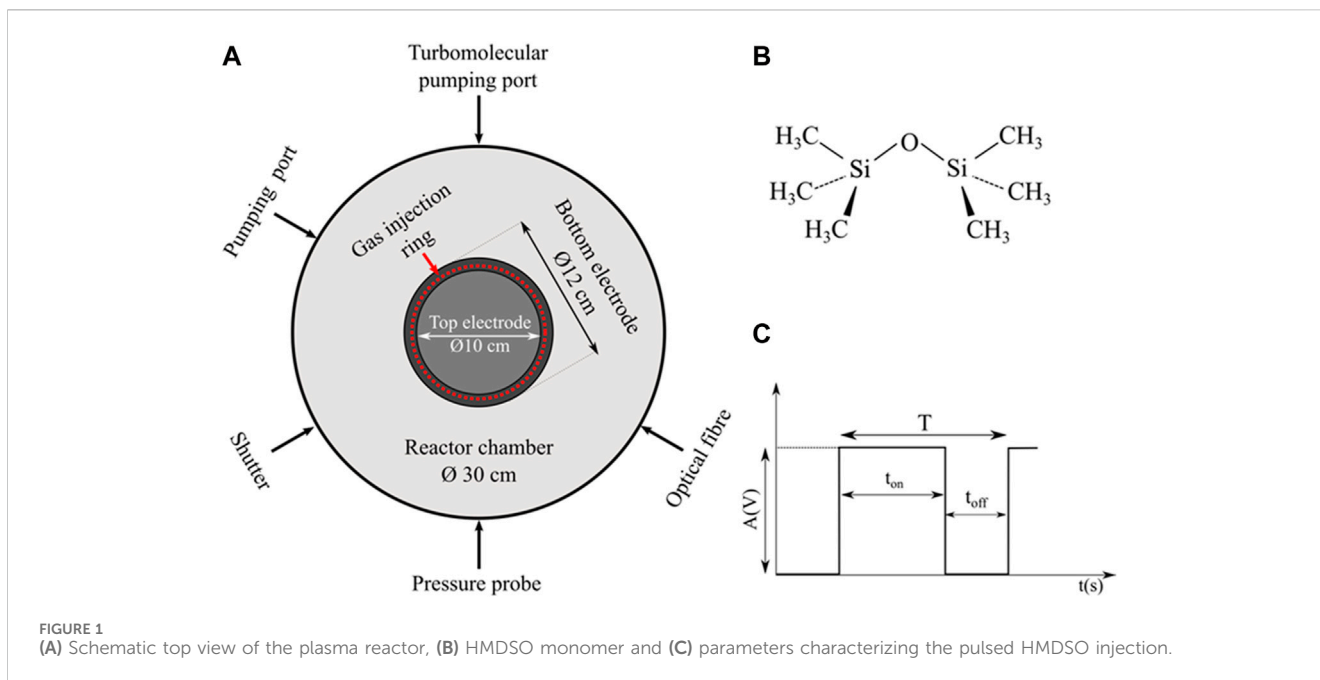 A
Turbomolecular
pumping port
Pumping port
Gas injection
ring
Bottom electrode
Ø12 cm
Top electrode
Ø10 cm
Reactor chamber
Ø 30 cm
Shutter
Optical fibre
Pressure probe
B
H₃C
O
CH₃
Si
Si
H₃C
CH₃
H₃C
CH₃
C
T
t_on
t_off
A(V)
t(s)
FIGURE 1
(A) Schematic top view of the plasma reactor, (B) HMDSO monomer and (C) parameters characterizing the pulsed HMDSO injection.